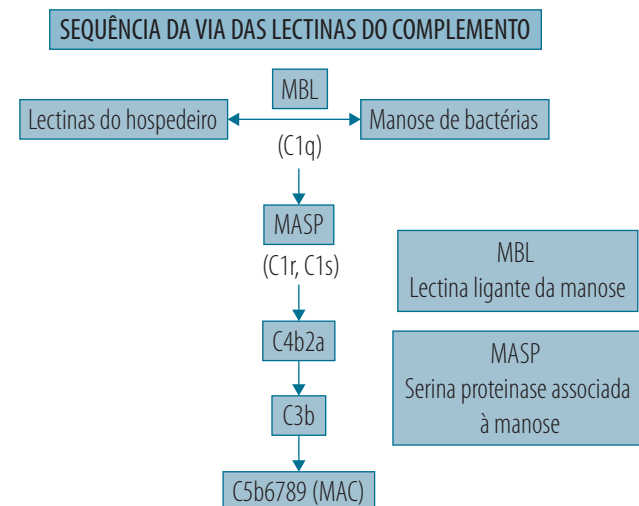 SEQUÊNCIA DA VIA DAS LECTINAS DO COMPLEMENTO
MBL
Lectinas do hospedeiro
Manose de bactérias
(C1q)
MASP
(C1r, C1s)
C4b2a
C3b
C5b6789 (MAC)
MBL
Lectina ligante da manose
MASP
Serina proteinase associada
à manose